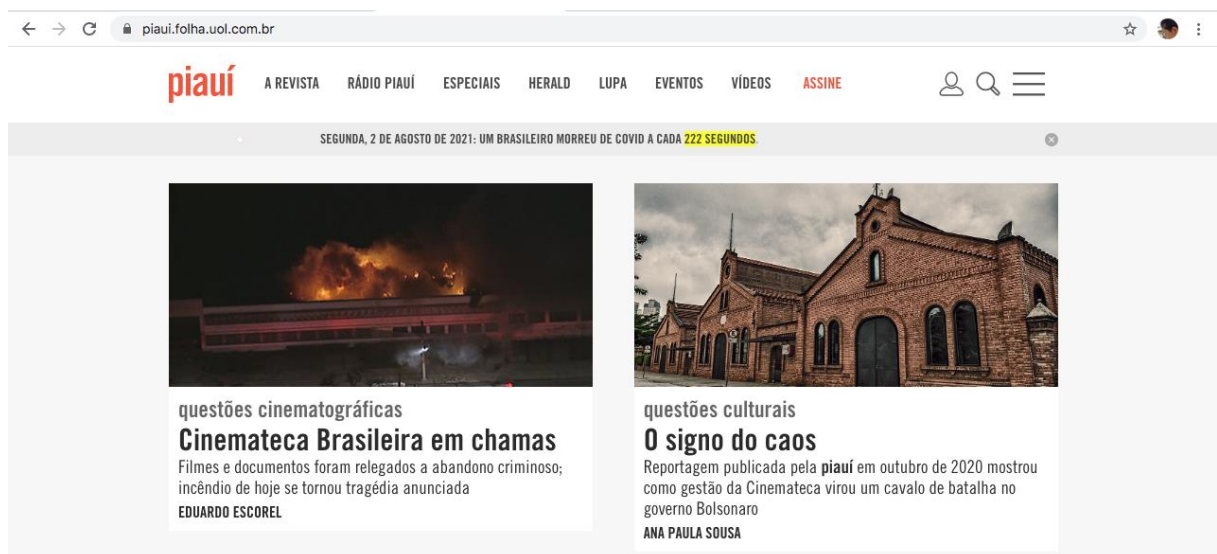 piaui.folha.uol.com.br
piauí A REVISTA RÁDIO PIAUÍ ESPECIAIS HERALD LUPA EVENTOS VÍDEOS ASSINE
SEGUNDA, 2 DE AGOSTO DE 2021: UM BRASILEIRO MORREU DE COVID A CADA 222 SEGUNDOS.
questões cinematográficas
Cinemateca Brasileira em chamas
Filmes e documentos foram relegados a abandono criminoso;
incêndio de hoje se tornou tragédia anunciada
EDUARDO ESCOREL
questões culturais
O signo do caos
Reportagem publicada pela piauí em outubro de 2020 mostrou
como gestão da Cinemateca virou um cavalo de batalha no
governo Bolsonaro
ANA PAULA SOUSA